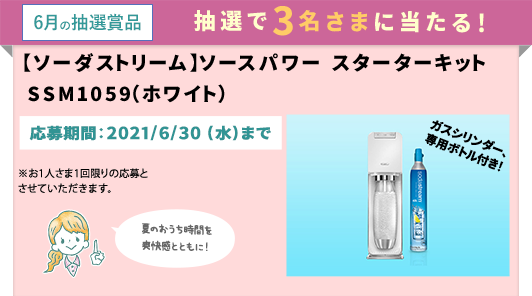 6月の抽選賞品
抽選で3名さまに当たる！
【ソーダストリーム】ソースパワー スターターキット
SSM1059（ホワイト）
応募期間：2021/6/30（水）まで
※お1人さま1回限りの応募と
させていただきます。
ガスシリンダー、
専用ボトル付き！
夏のおうち時間を
爽快感とともに！
sodastream